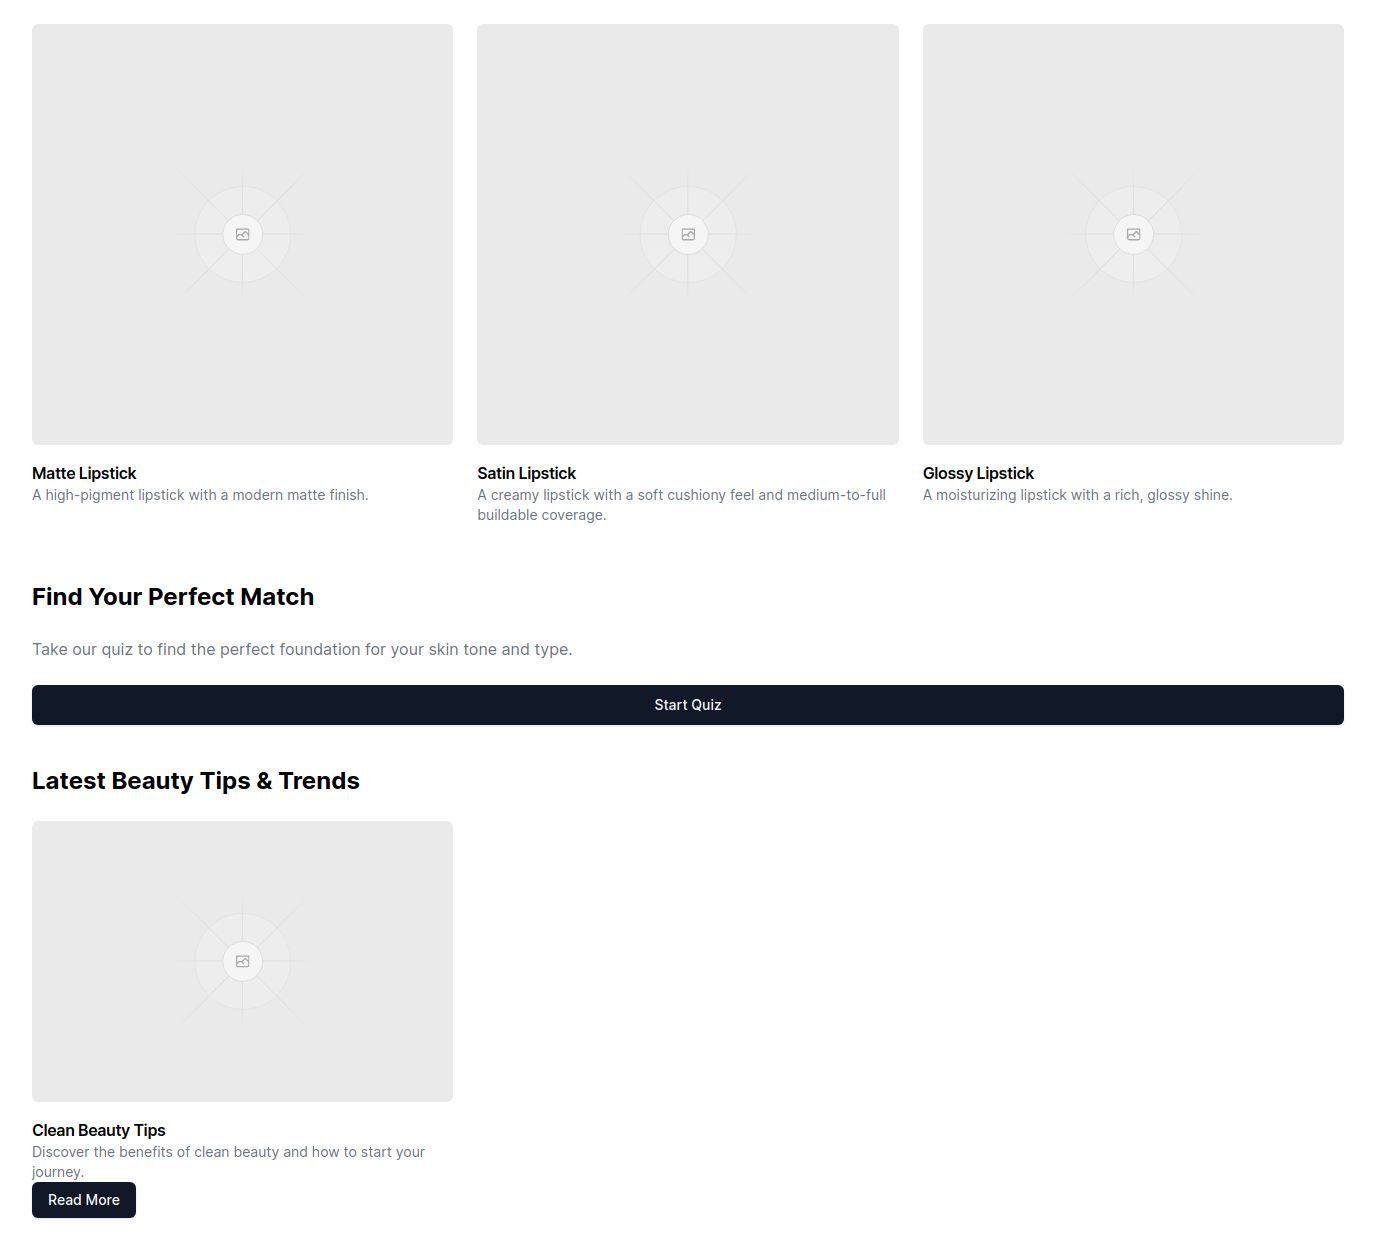 Matte Lipstick
A high-pigment lipstick with a modern matte finish.
Satin Lipstick
A creamy lipstick with a soft cushiony feel and medium-to-full
buildable coverage.
Glossy Lipstick
A moisturizing lipstick with a rich, glossy shine.
Find Your Perfect Match
Take our quiz to find the perfect foundation for your skin tone and type.
Start Quiz
Latest Beauty Tips & Trends
Clean Beauty Tips
Discover the benefits of clean beauty and how to start your
journey.
Read More